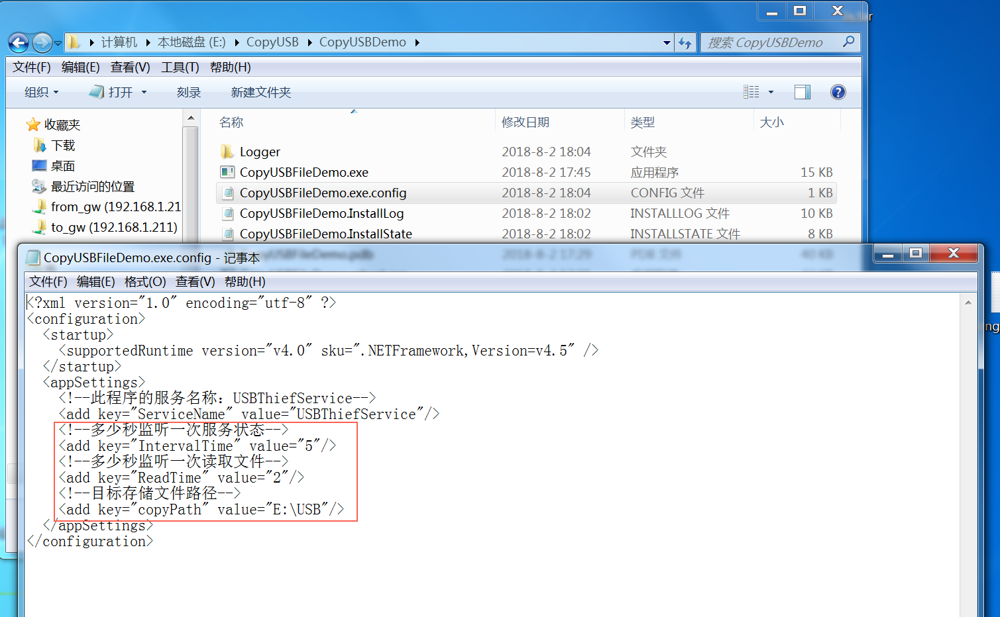 计算机 本地磁盘 (E:) CopyUSB CopyUSBDemo 搜索 CopyUSBDemo
文件(F) 编辑(E) 查看(V) 工具(T) 帮助(H)
组织 打开 刻录 新建文件夹
名称 修改日期 类型 大小
收藏夹
下载
桌面
最近访问的位置
from_gw (192.168.1.21
to_gw (192.168.1.211)
Logger 2018-8-2 18:04 文件夹
CopyUSBFileDemo.exe 2018-8-2 17:45 应用程序 15 KB
CopyUSBFileDemo.exe.config 2018-8-2 18:04 CONFIG 文件 1 KB
CopyUSBFileDemo.InstallLog 2018-8-2 18:02 INSTALLLOG 文件 10 KB
CopyUSBFileDemo.InstallState 2018-8-2 18:02 INSTALLSTATE 文件 8 KB
CopyUSBFileDemo.exe.config - 记事本
文件(F) 编辑(E) 格式(O) 查看(V) 帮助(H)
<?xml version="1.0" encoding="utf-8" ?>
<configuration>
<startup>
<supportedRuntime version="v4.0" sku=".NETFramework,Version=v4.5" />
</startup>
<appSettings>
<!--此程序的服务名称：USBThiefService-->
<add key="ServiceName" value="USBThiefService"/>
<!--多少秒监听一次服务状态-->
<add key="IntervalTime" value="5"/>
<!--多少秒监听一次读取文件-->
<add key="ReadTime" value="2"/>
<!--目标存储文件路径-->
<add key="copyPath" value="E:\USB"/>
</appSettings>
</configuration>
ng